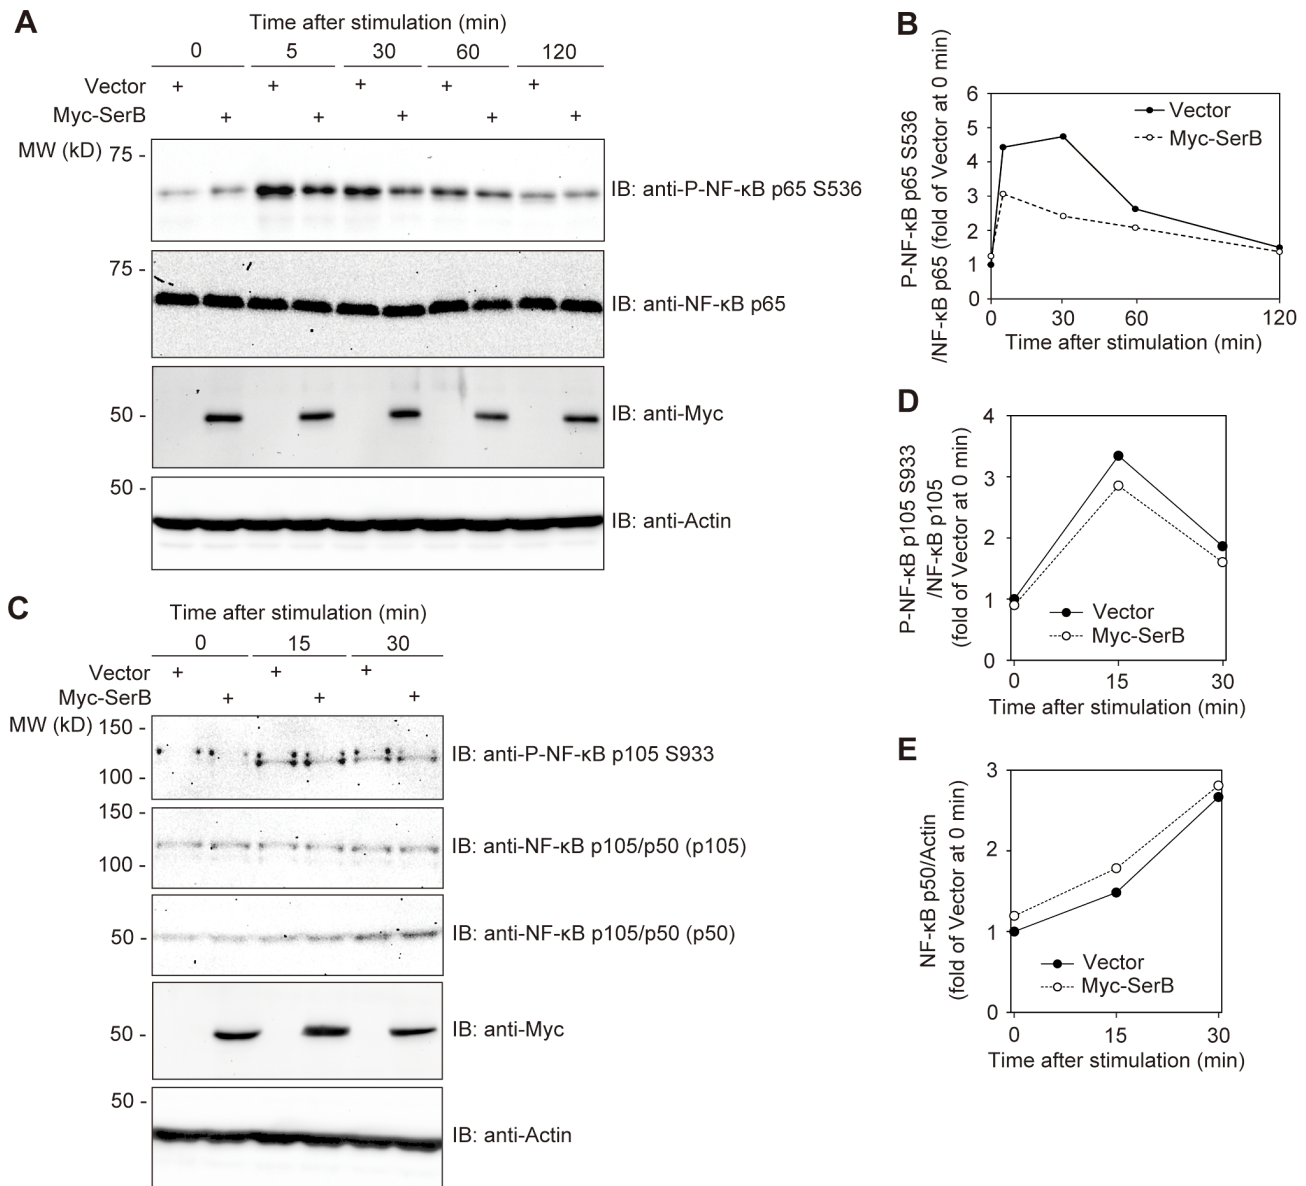 A
Time after stimulation (min)
0 5 30 60 120
Vector + + + + +
Myc-SerB + + + + +
MW (kD)
75 -
IB: anti-P-NF-κB p65 S536
75 -
IB: anti-NF-κB p65
50 -
IB: anti-Myc
50 -
IB: anti-Actin
B
P-NF-κB p65 S536
/NF-κB p65 (fold of Vector at 0 min)
6
5
4
3
2
1
0
Vector
Myc-SerB
0 30 60 120
Time after stimulation (min)
C
Time after stimulation (min)
0 15 30
Vector + + +
Myc-SerB + + +
MW (kD)
150 -
100 -
IB: anti-P-NF-κB p105 S933
150 -
100 -
IB: anti-NF-κB p105/p50 (p105)
50 -
IB: anti-NF-κB p105/p50 (p50)
50 -
IB: anti-Myc
50 -
IB: anti-Actin
D
P-NF-κB p105 S933
/NF-κB p105
(fold of Vector at 0 min)
4
3
2
1
0
Vector
Myc-SerB
0 15 30
Time after stimulation (min)
E
NF-κB p50/Actin
(fold of Vector at 0 min)
3
2
1
0
Vector
Myc-SerB
0 15 30
Time after stimulation (min)